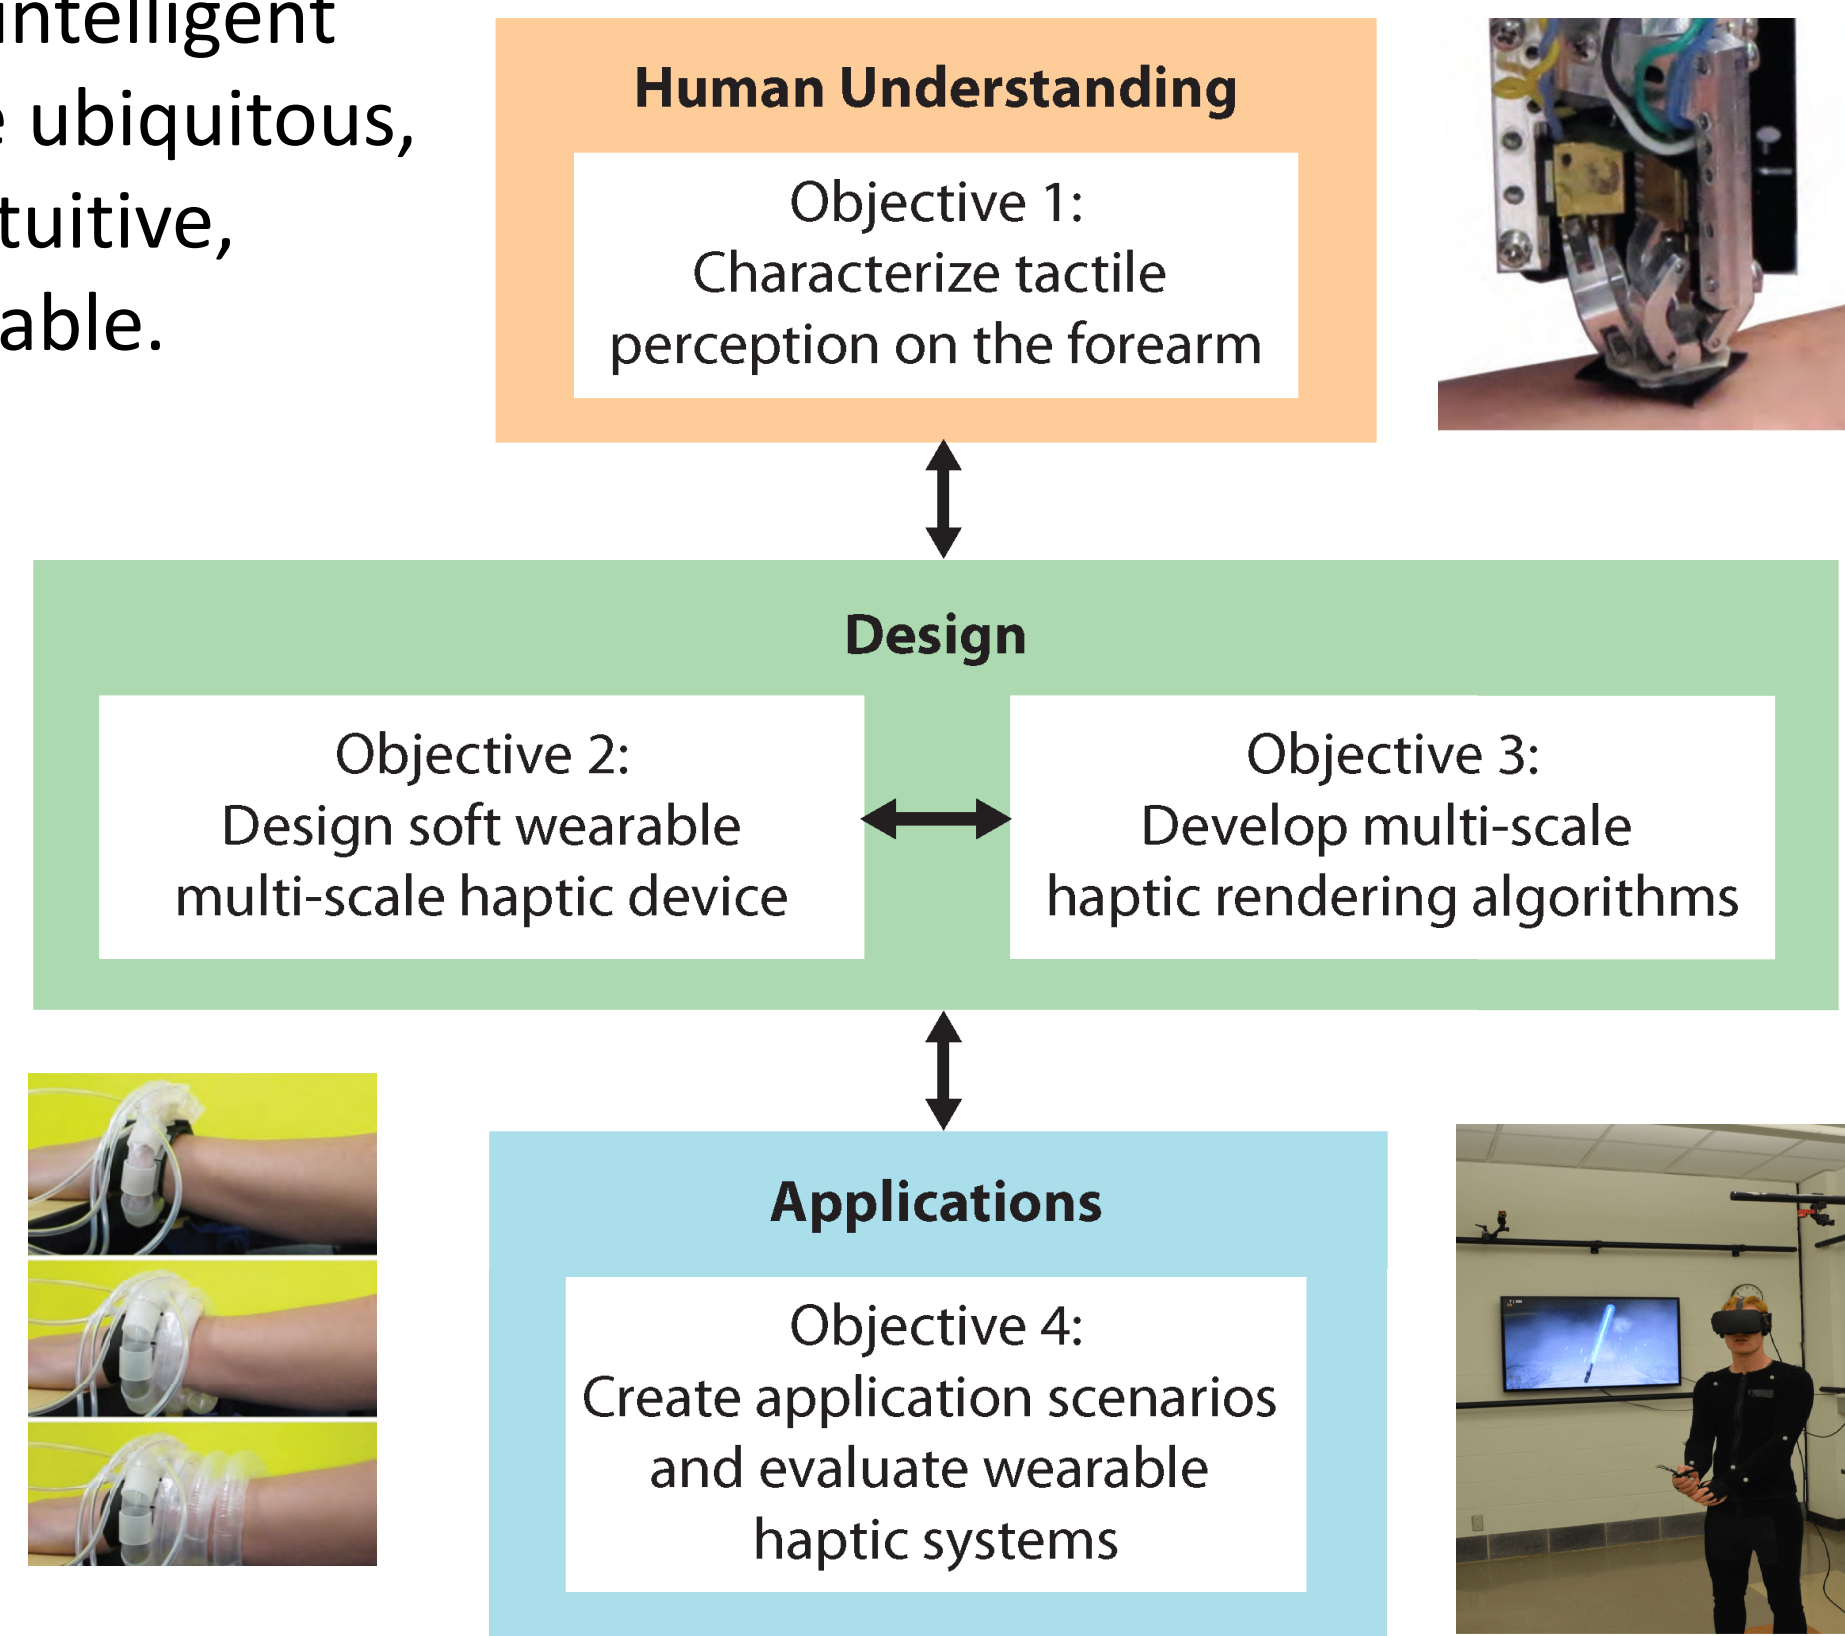 intelligent
ubiquitous,
tuitive,
able.
Human Understanding
Objective 1:
Characterize tactile
perception on the forearm
Design
Objective 2:
Design soft wearable
multi-scale haptic device
Objective 3:
Develop multi-scale
haptic rendering algorithms
Applications
Objective 4:
Create application scenarios
and evaluate wearable
haptic systems